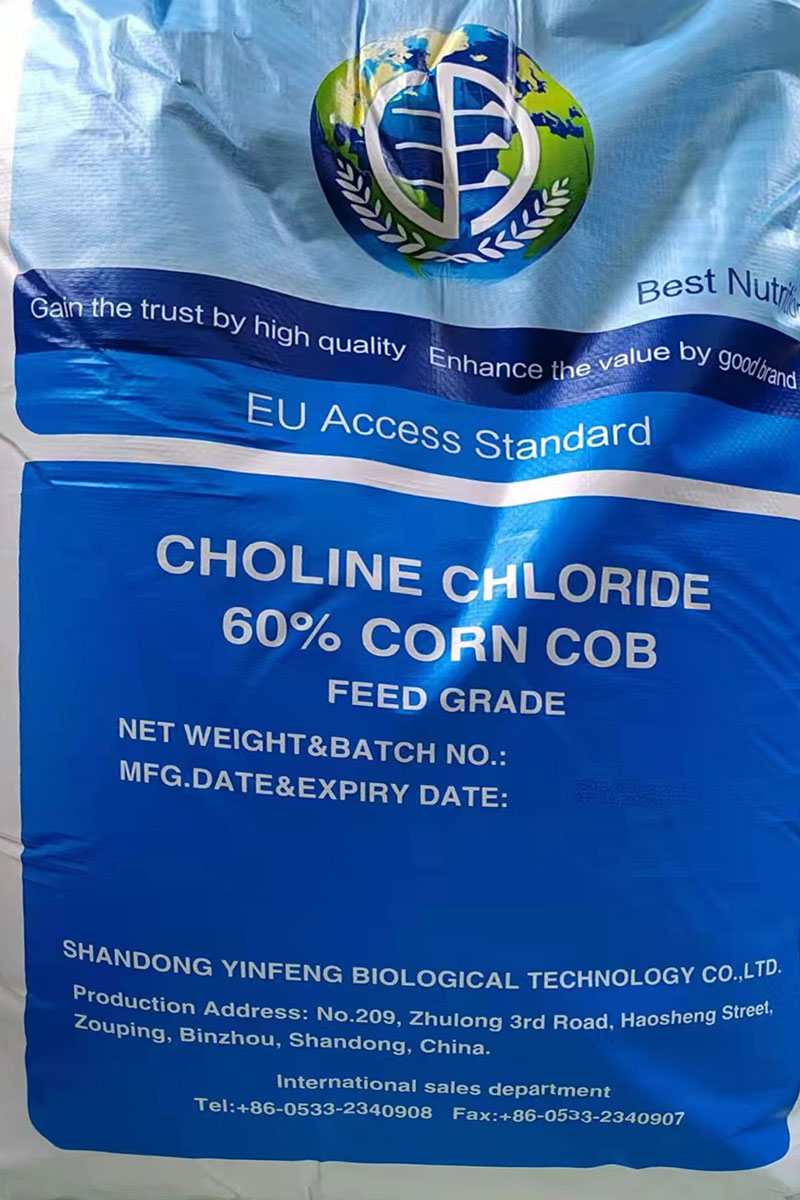 Best Nutri
Gain the trust by high quality Enhance the value by good brand
EU Access Standard
CHOLINE CHLORIDE
60% CORN COB
FEED GRADE
NET WEIGHT&BATCH NO.:
MFG.DATE&EXPIRY DATE:
SHANDONG YINFENG BIOLOGICAL TECHNOLOGY CO.,LTD.
Production Address: No.209, Zhulong 3rd Road, Haosheng Street,
Zouping, Binzhou, Shandong, China.
International sales department
Tel:+86-0533-2340908 Fax:+86-0533-2340907